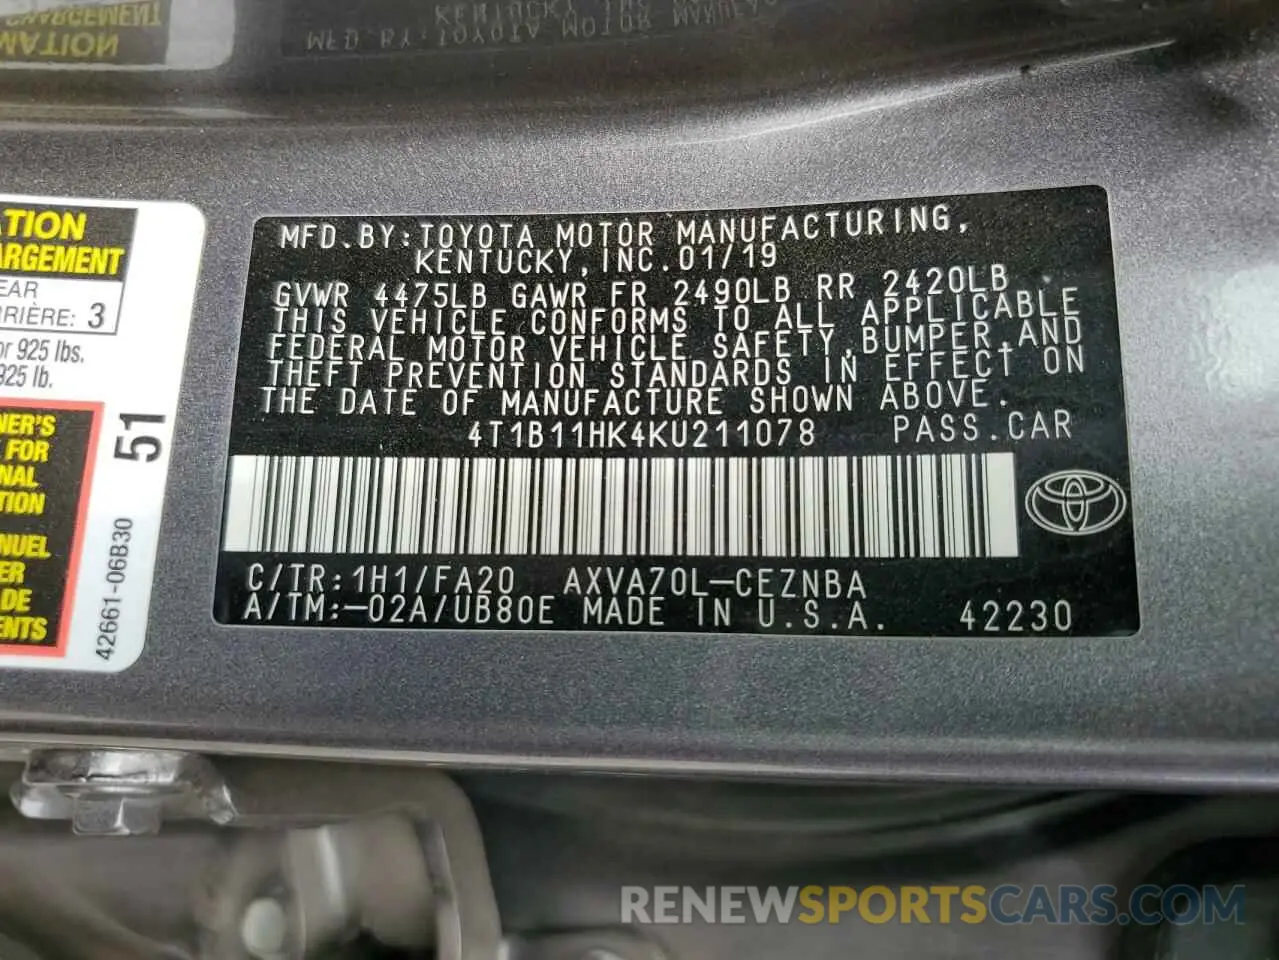 ATION
ARGEMENT
EAR
RRIÈRE: 3
or 925 lbs.
925 lb.
NER'S
FOR
NAL
TION
NUEL
ER
DE
ENTS
51
42661-06B30
MFD.BY:TOYOTA MOTOR MANUFACTURING,
KENTUCKY,INC.01/19
GVWR 4475LB GAWR FR 2490LB RR 2420LB
THIS VEHICLE CONFORMS TO ALL APPLICABLE
FEDERAL MOTOR VEHICLE SAFETY,BUMPER,AND
THEFT PREVENTION STANDARDS IN EFFECT ON
THE DATE OF MANUFACTURE SHOWN ABOVE.
4T1B11HK4KU211078 PASS.CAR
C/TR:1H1/FA20 AXVA70L-CEZNBA
A/TM:-02A/UB80E MADE IN U.S.A. 42230
RENEWSPORTSCARS.COM